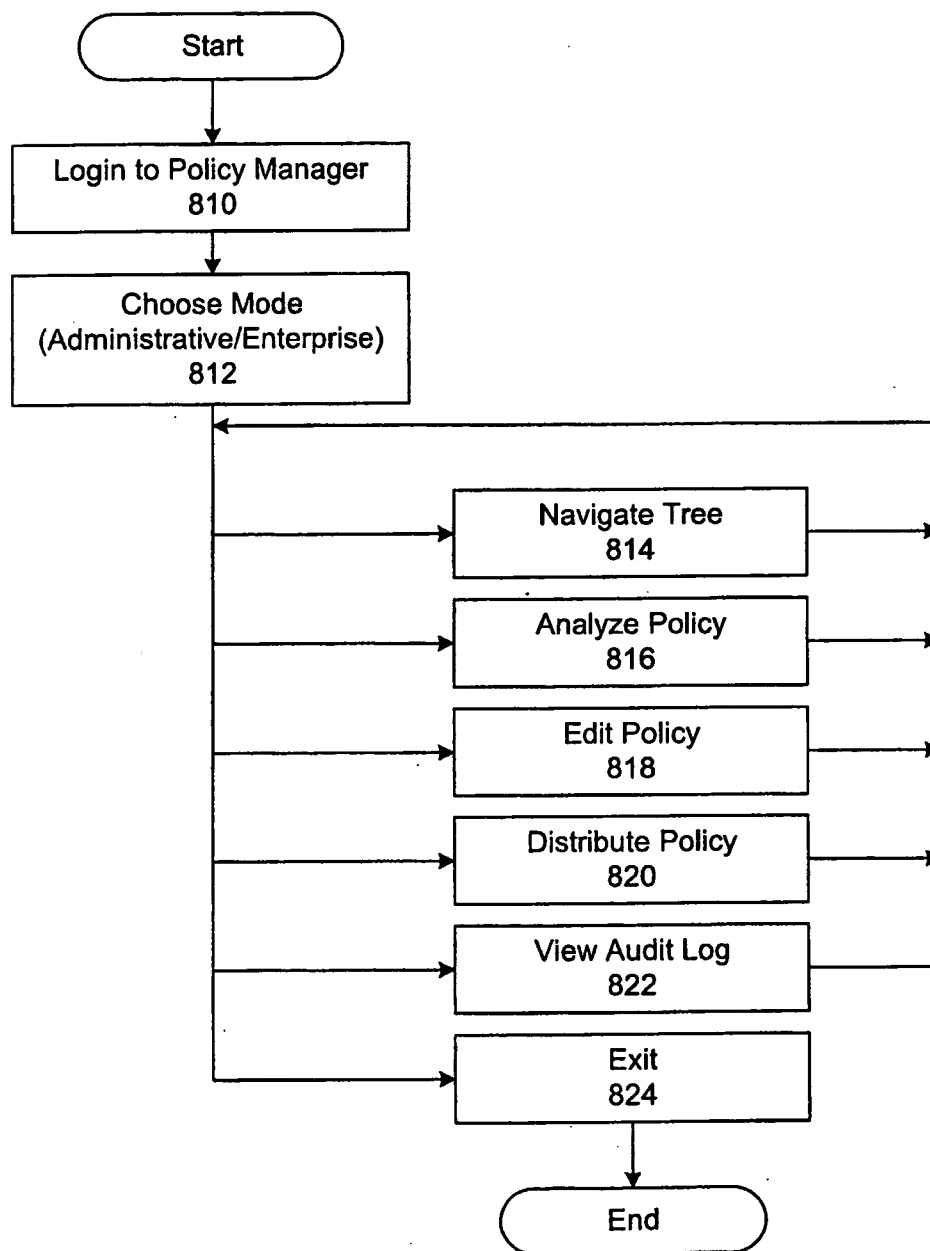 Start
Login to Policy Manager
810
Choose Mode
(Administrative/Enterprise)
812
Navigate Tree
814
Analyze Policy
816
Edit Policy
818
Distribute Policy
820
View Audit Log
822
Exit
824
End